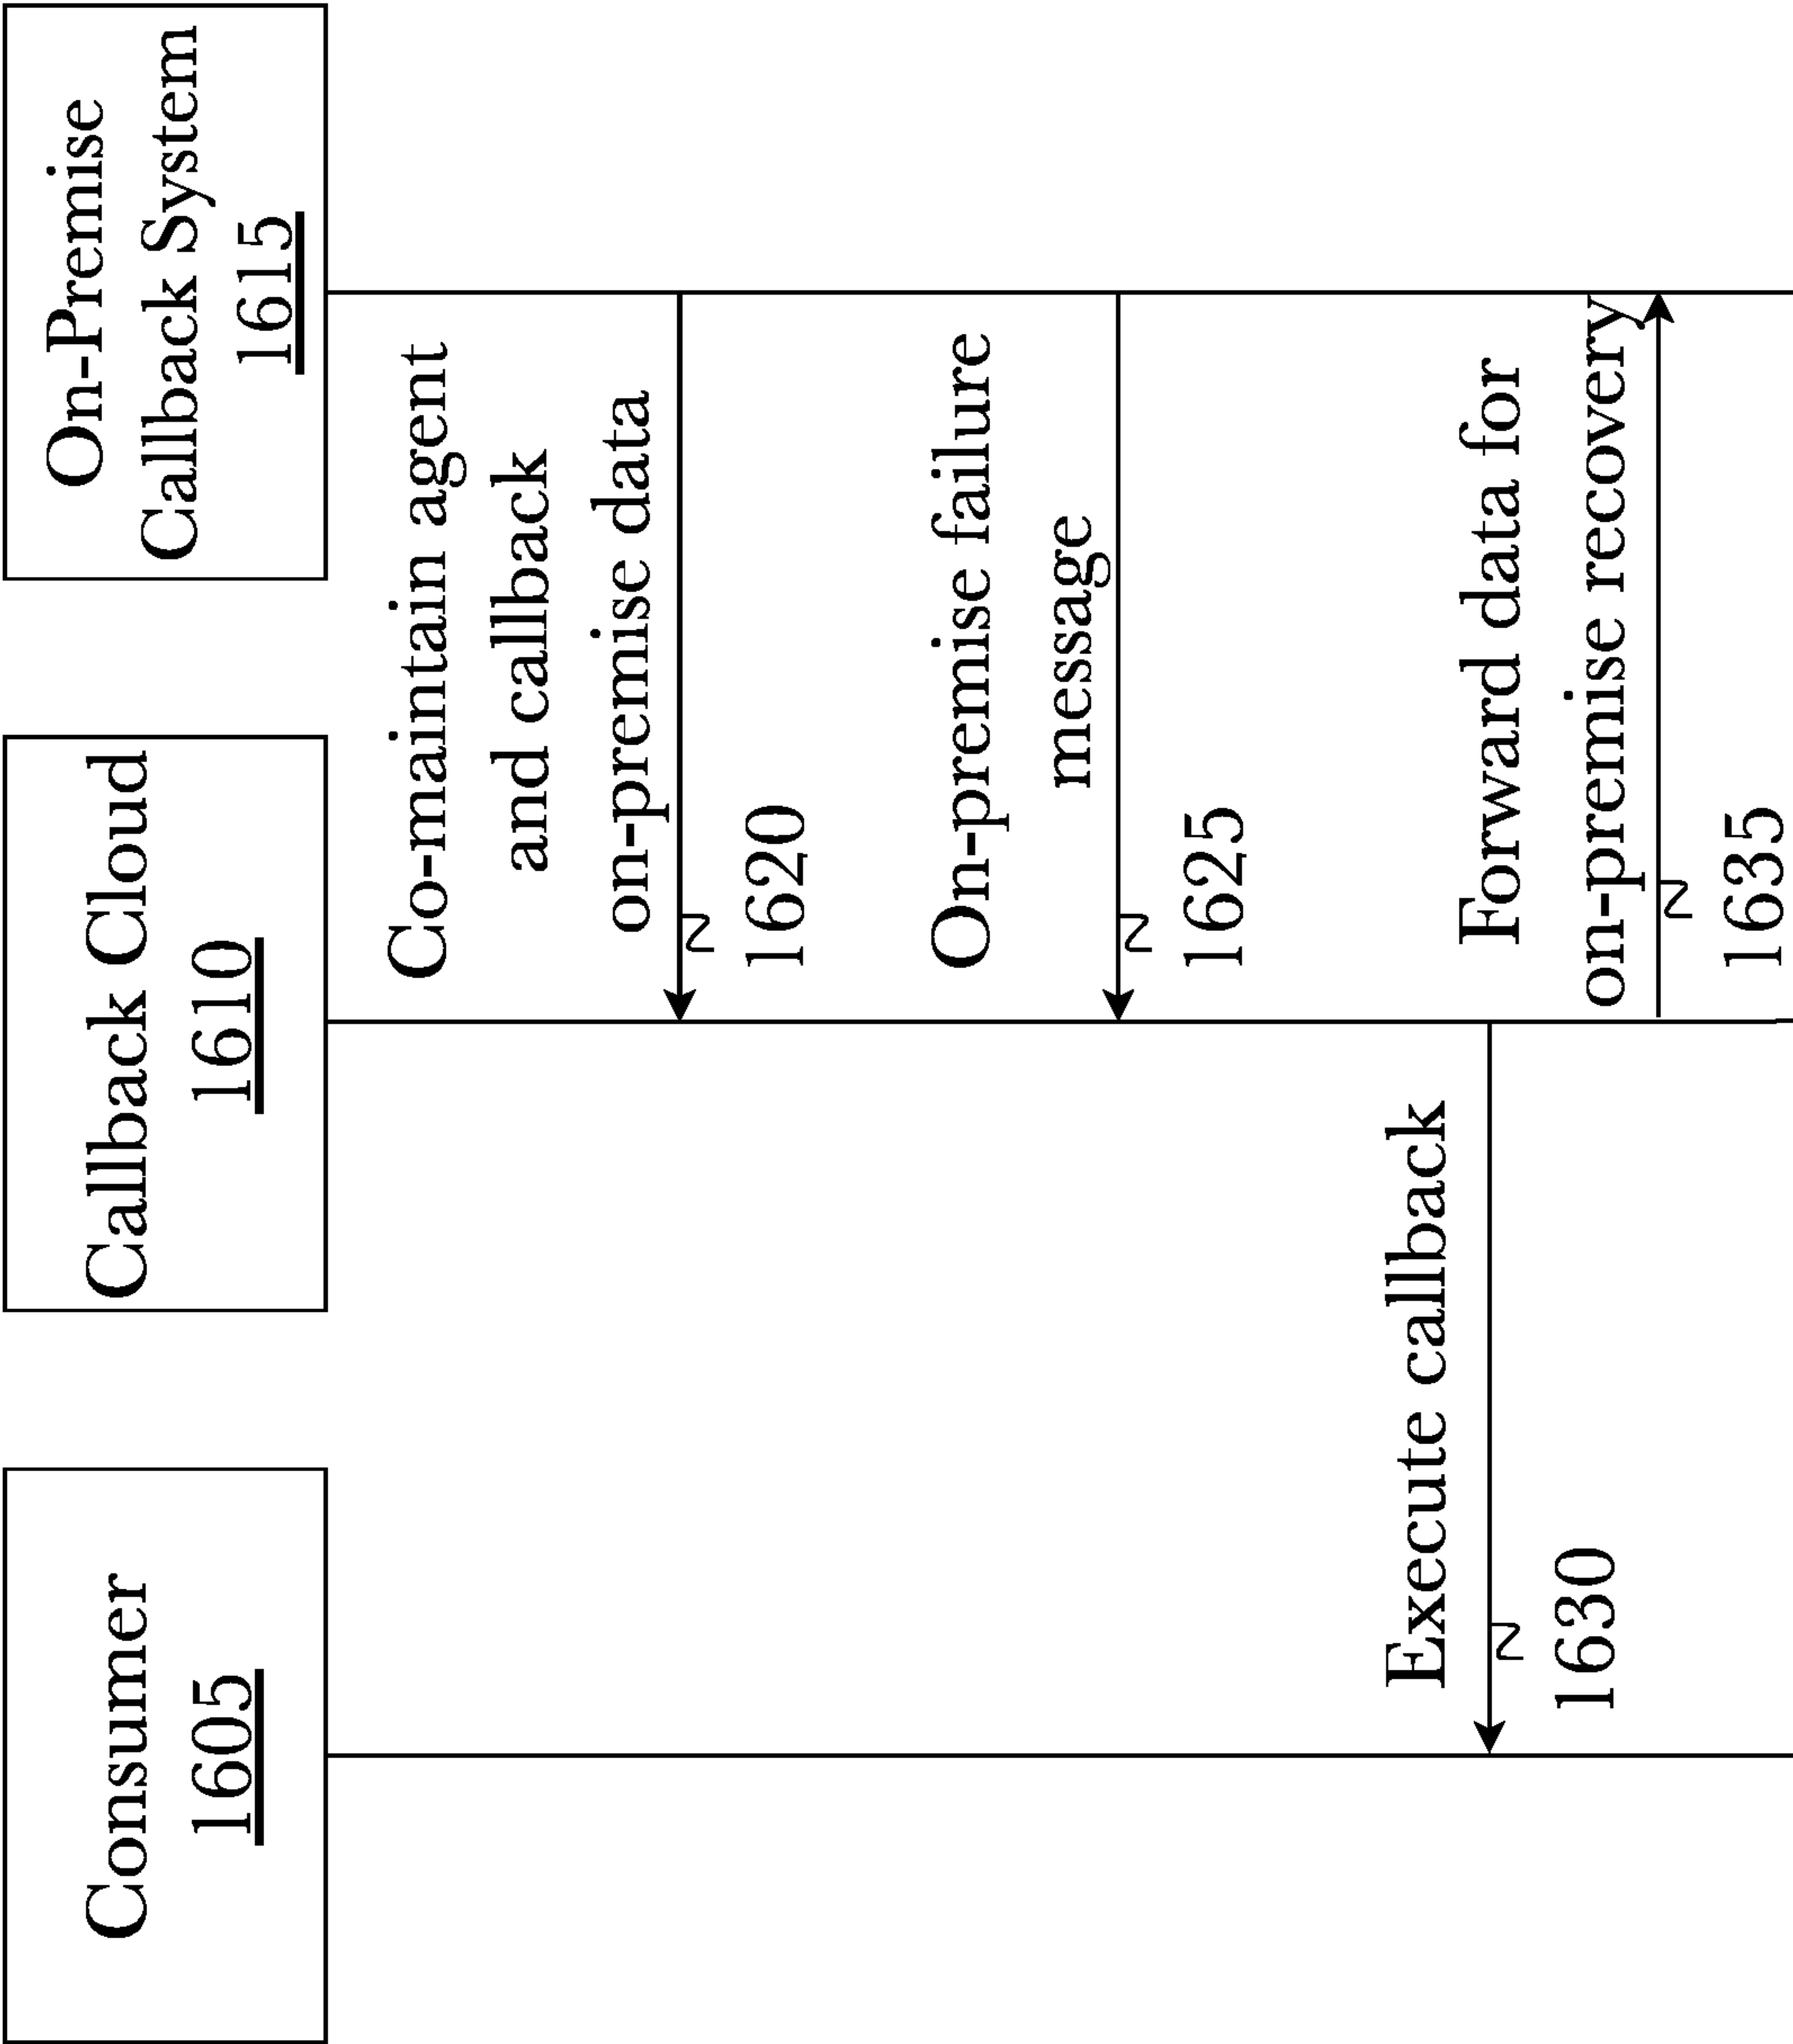 Consumer
1605
Callback Cloud
1610
On-Premise
Callback System
1615
Co-maintain agent
and callback
on-premise data
1620
On-premise failure
message
1625
Execute callback
1630
Forward data for
on-premise recovery
1635